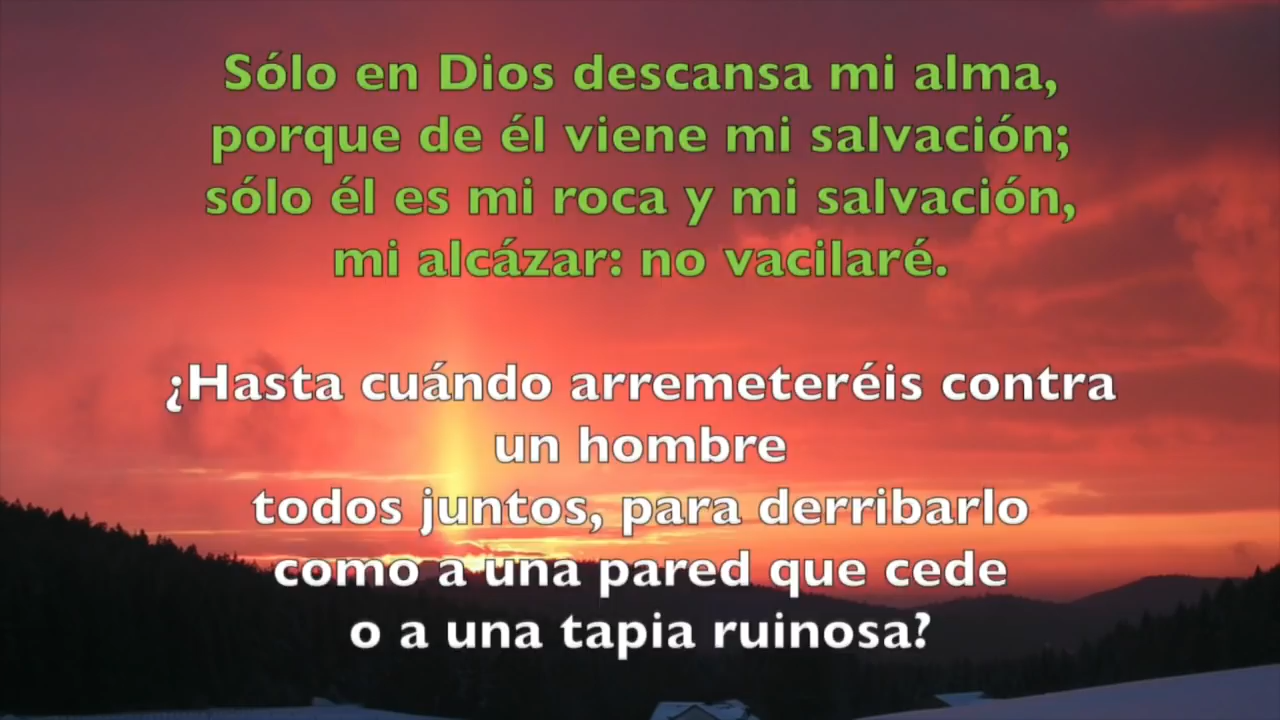 Sólo en Dios descansa mi alma,
porque de él viene mi salvación;
sólo él es mi roca y mi salvación,
mi alcázar: no vacilaré.
¿Hasta cuándo arremeteréis contra
un hombre
todos juntos, para derribarlo
como a una pared que cede
o a una tapia ruinosa?